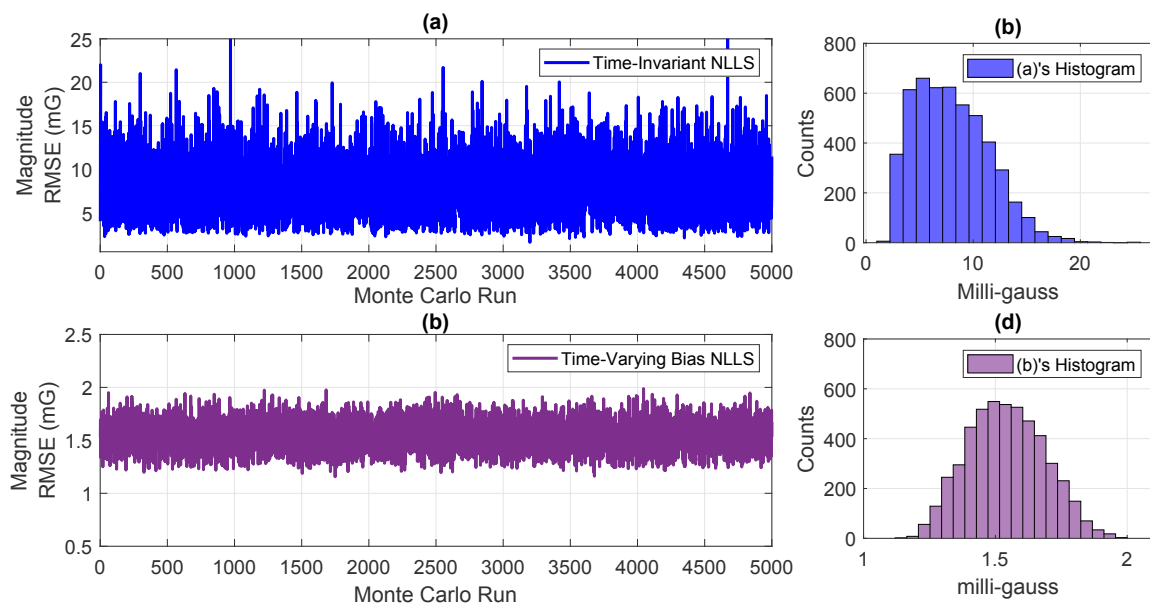 (a)
25
20
15
10
5
Magnitude
RMSE (mG)
Time-Invariant NLLS
0 500 1000 1500 2000 2500 3000 3500 4000 4500 5000
Monte Carlo Run
(b)
800
600
400
200
0
Counts
(a)'s Histogram
0 10 20
Milli-gauss
(b)
2.5
2
1.5
1
0.5
Magnitude
RMSE (mG)
Time-Varying Bias NLLS
0 500 1000 1500 2000 2500 3000 3500 4000 4500 5000
Monte Carlo Run
(d)
800
600
400
200
0
Counts
(b)'s Histogram
1 1.5 2
milli-gauss